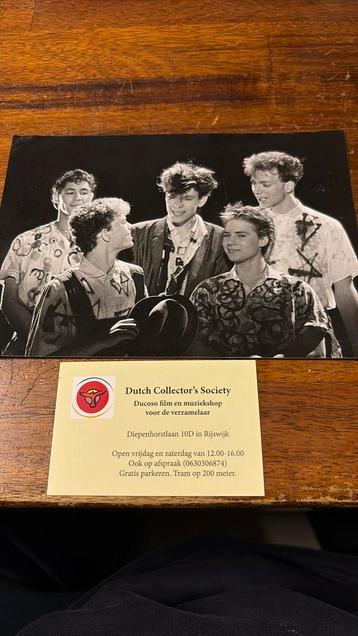 Dutch Collector's Society
Ducoso film en muziekshop
voor de verzamelaar
Diepenhorstlaan 10D in Rijswijk
Open vrijdag en zaterdag van 12.00-16.00
Ook op afspraak (0630306874)
Gratis parkeren. Tram op 200 meter.